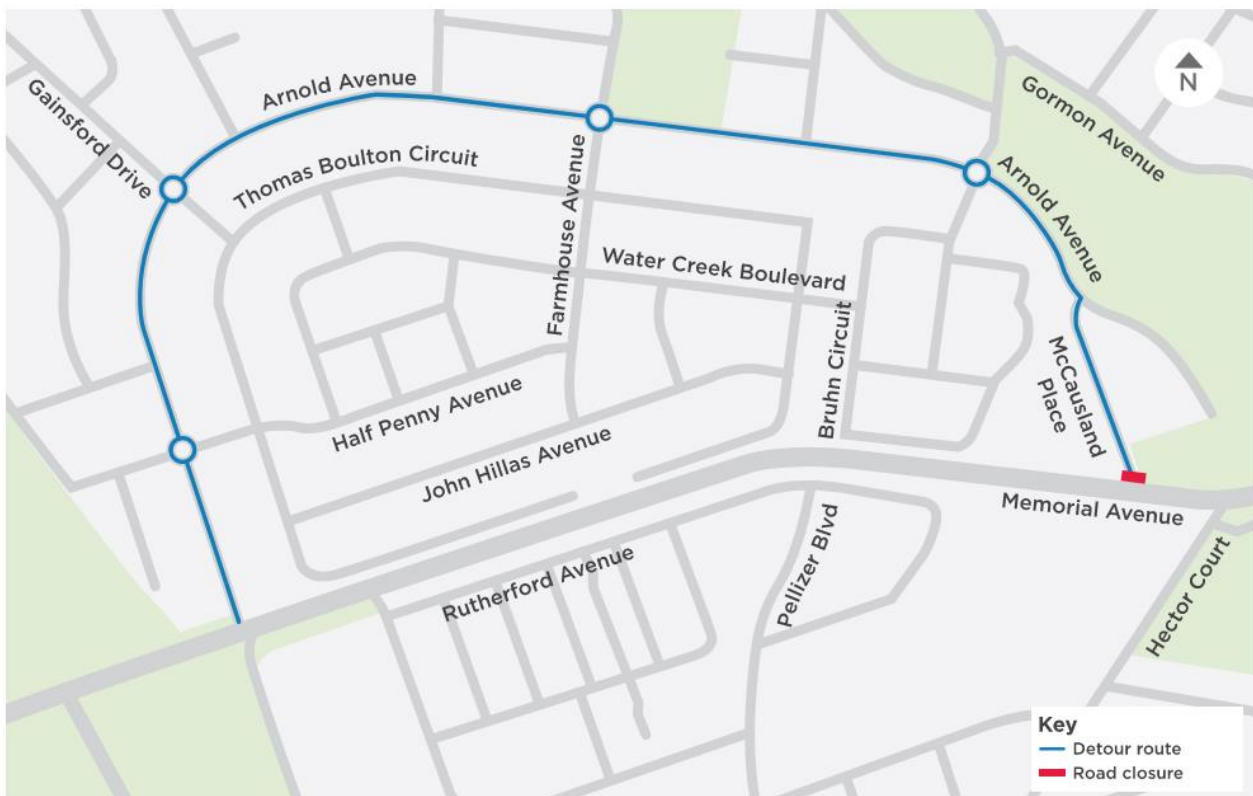 Arnold Avenue
N
Gainsford Drive
Thomas Boulton Circuit
Farmhouse Avenue
Gormon Avenue
Arnold Avenue
Water Creek Boulevard
Bruhn Circuit
McCausland
Place
Half Penny Avenue
John Hillas Avenue
Memorial Avenue
Rutherford Avenue
Pellizer Blvd
Hector Court
Key
Detour route
Road closure